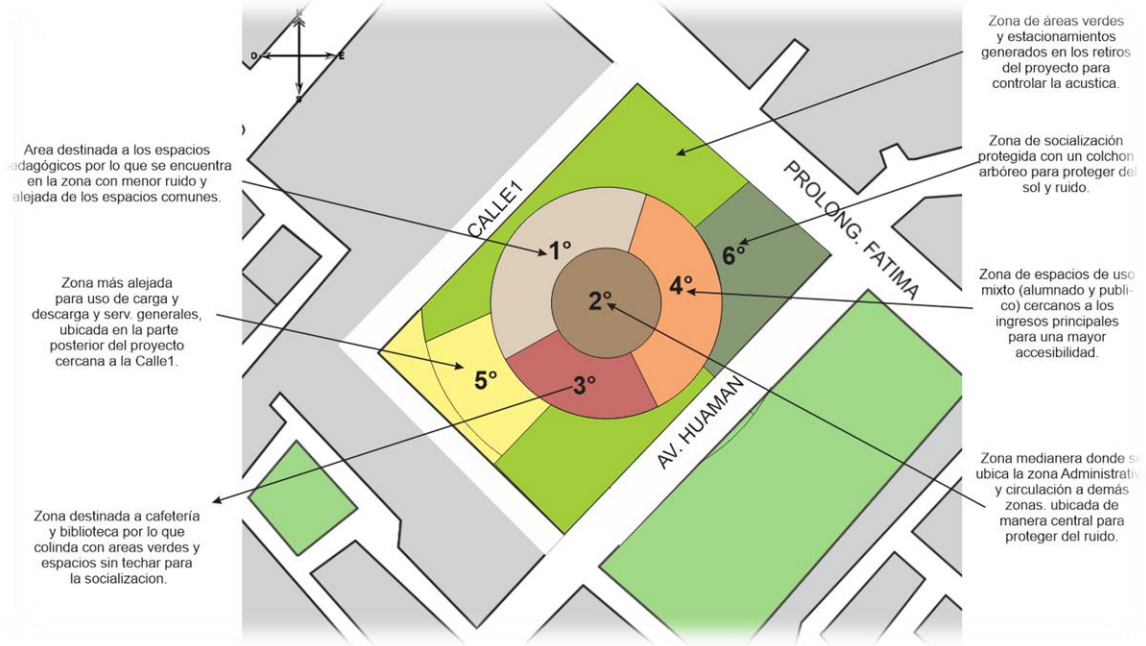 Zona de áreas verdes
y estacionamientos
generados en los retiros
del proyecto para
controlar la acustica.
N
O
E
S
Area destinada a los espacios
pedagógicos por lo que se encuentra
en la zona con menor ruido y
alejada de los espacios comunes.
Zona de socialización
protegida con un colchon
arbóreo para proteger del
sol y ruido.
CALLE1
PROLONG. FATIMA
1°
6°
4°
2°
Zona más alejada
para uso de carga y
descarga y serv. generales,
ubicada en la parte
posterior del proyecto
cercana a la Calle1.
Zona de espacios de uso
mixto (alumnado y publi-
co) cercanos a los
ingresos principales
para una mayor
accesibilidad.
5°
3°
AV. HUAMAN
Zona destinada a cafetería
y biblioteca por lo que
colinda con areas verdes y
espacios sin techar para
la socializacion.
Zona medianera donde se
ubica la zona Administrativ
y circulación a demás
zonas. ubicada de
manera central para
proteger del ruido.